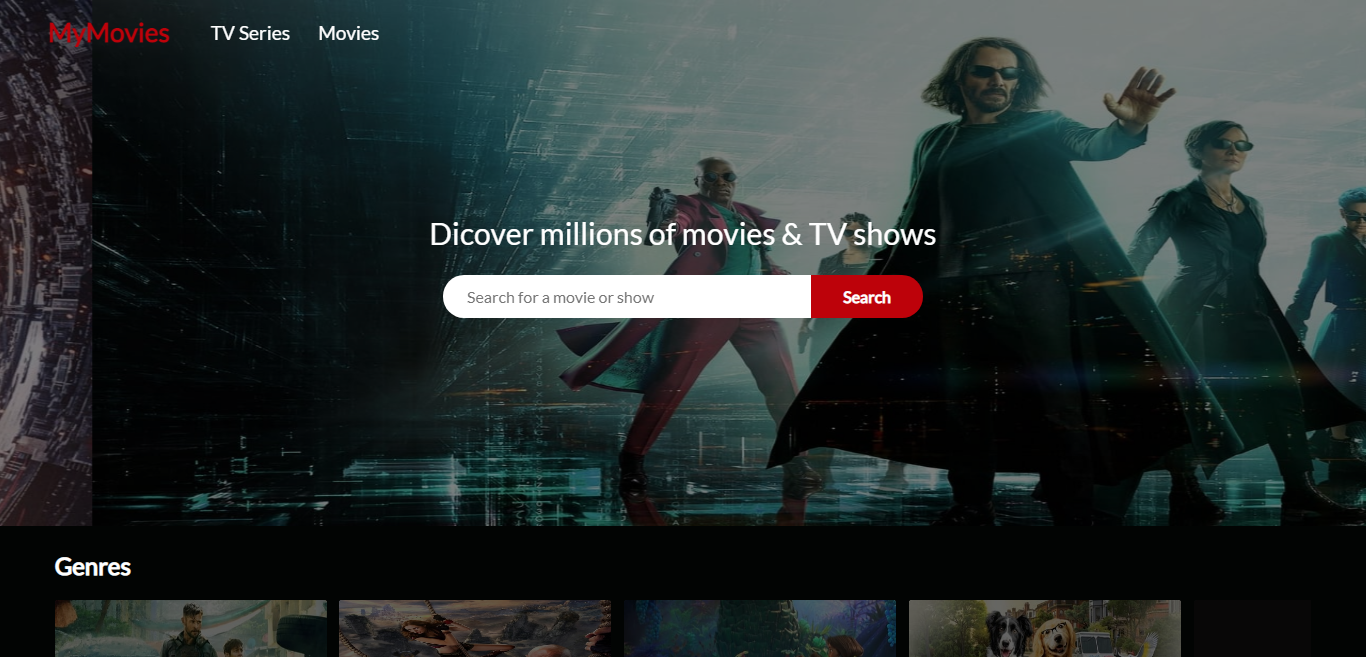 MyMovies TV Series Movies
Dicover millions of movies & TV shows
Search for a movie or show Search
Genres